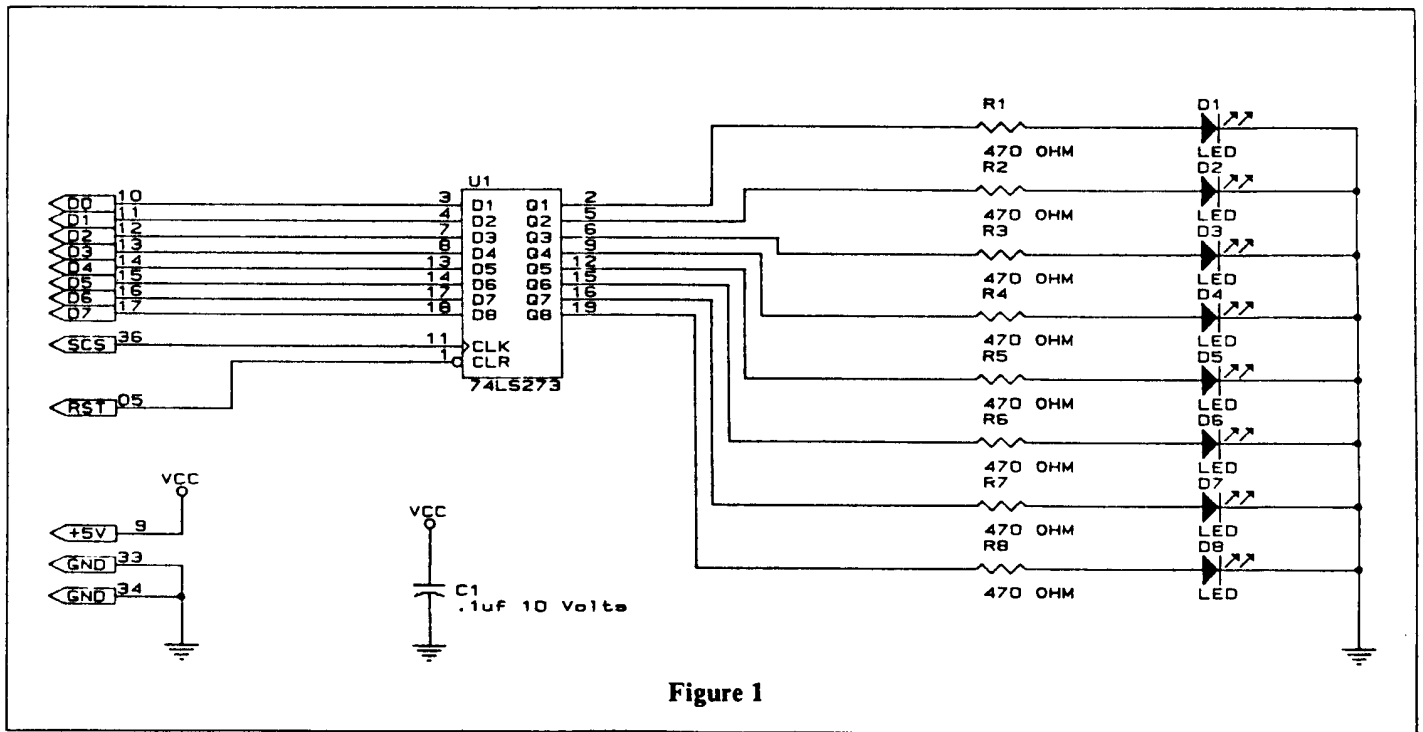 R1
470 OHM
R2
470 OHM
R3
470 OHM
R4
470 OHM
R5
470 OHM
R6
470 OHM
R7
470 OHM
R8
470 OHM
D1
LED
D2
LED
D3
LED
D4
LED
D5
LED
D6
LED
D7
LED
D8
LED
U1
D0 10 3 D1 Q1 2
D1 11 4 D2 Q2 5
D2 12 7 D3 Q3 6
D3 13 8 D4 Q4 9
D4 14 13 D5 Q5 12
D5 15 14 D6 Q6 15
D6 16 17 D7 Q7 16
D7 17 18 D8 Q8 19
SCS 36 11 CLK
1 CLR
74LS273
RST 05
VCC
+5V 9
GND 33
GND 34
VCC
C1
.1uf 10 Volts
Figure 1